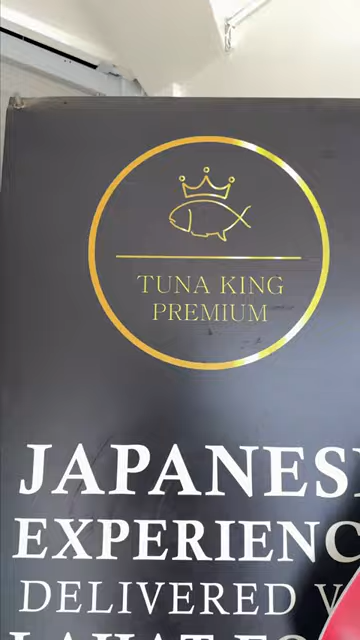 TUNA KING
PREMIUM
JAPANES
EXPERIENC
DELIVERED